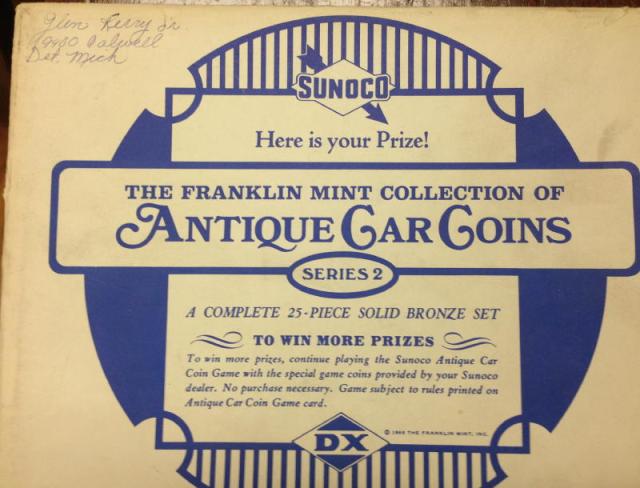 Glen Kerry Jr.
Det. Mich
SUNOCO
Here is your Prize!
THE FRANKLIN MINT COLLECTION OF
ANTIQUE CAR COINS
SERIES 2
A COMPLETE 25-PIECE SOLID BRONZE SET
TO WIN MORE PRIZES
To win more prizes, continue playing the Sunoco Antique Car
Coin Game with the special game coins provided by your Sunoco
dealer. No purchase necessary. Game subject to rules printed on
Antique Car Coin Game card.
DX
THE FRANKLIN MINT, INC.